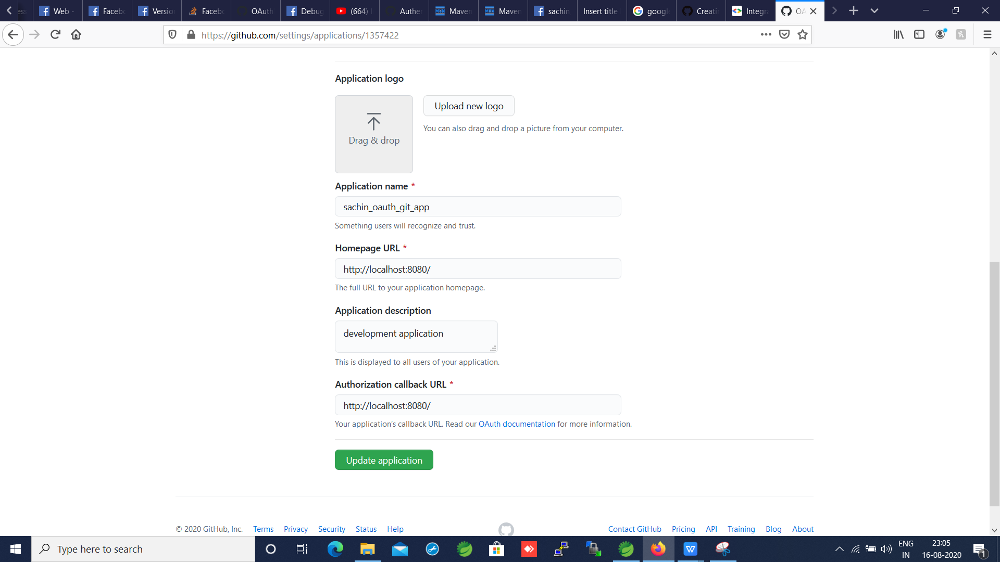 Web -
Facebo
Version
Facebo
OAuth
Debug
(664)
Authen
Maven
Maven
sachin
Insert title
google
Creatin
Integra
OA
https://github.com/settings/applications/1357422
Application logo
Drag & drop
Upload new logo
You can also drag and drop a picture from your computer.
Application name *
sachin_oauth_git_app
Something users will recognize and trust.
Homepage URL *
http://localhost:8080/
The full URL to your application homepage.
Application description
development application
This is displayed to all users of your application.
Authorization callback URL *
http://localhost:8080/
Your application's callback URL. Read our OAuth documentation for more information.
Update application
© 2020 GitHub, Inc. Terms Privacy Security Status Help Contact GitHub Pricing API Training Blog About
Type here to search
ENG
IN
23:05
16-08-2020
1